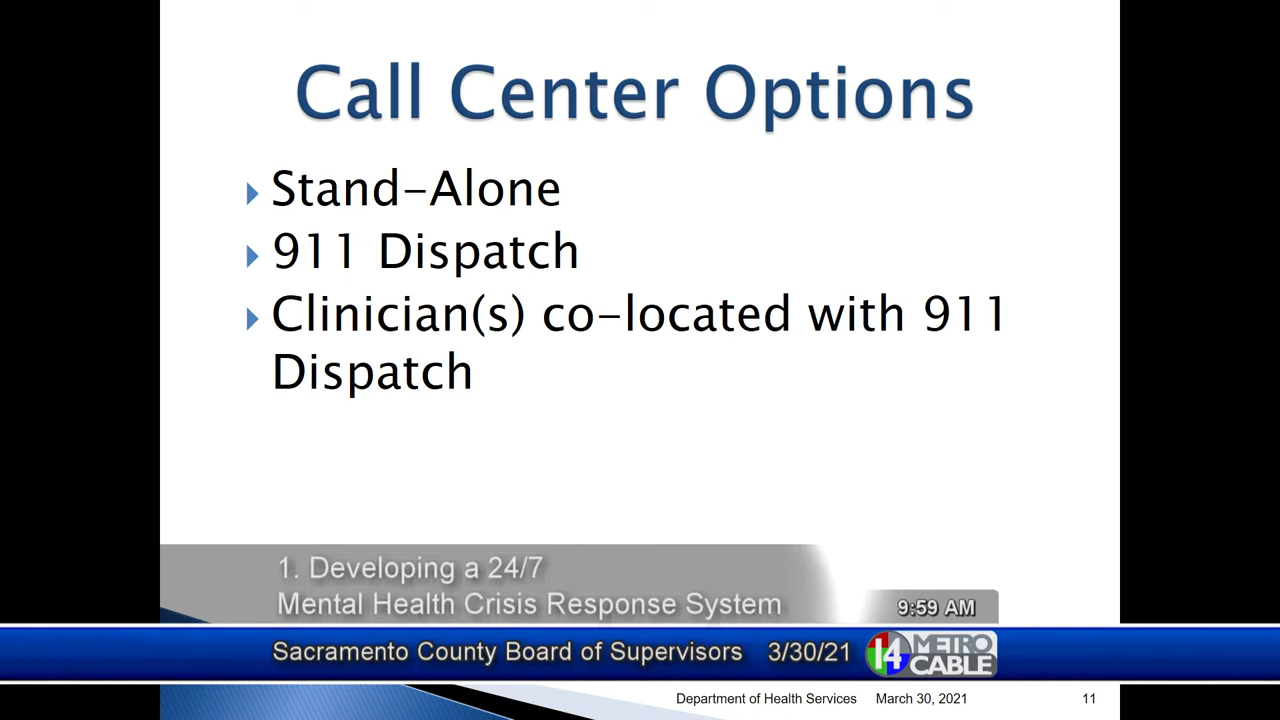 Call Center Options
Stand-Alone
911 Dispatch
Clinician(s) co-located with 911
Dispatch
1. Developing a 24/7
Mental Health Crisis Response System
9:59 AM
Sacramento County Board of Supervisors 3/30/21
14 METRO
CABLE
Department of Health Services March 30, 2021 11